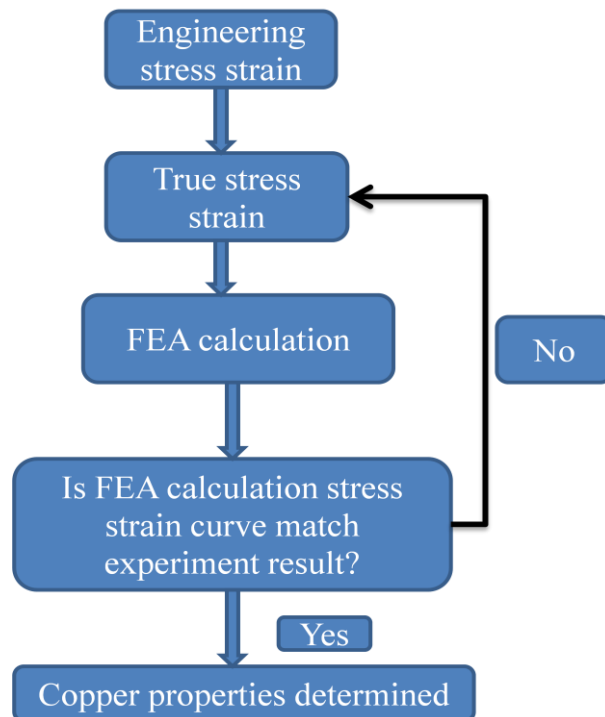 Engineering
stress strain
True stress
strain
FEA calculation
No
Is FEA calculation stress
strain curve match
experiment result?
Yes
Copper properties determined